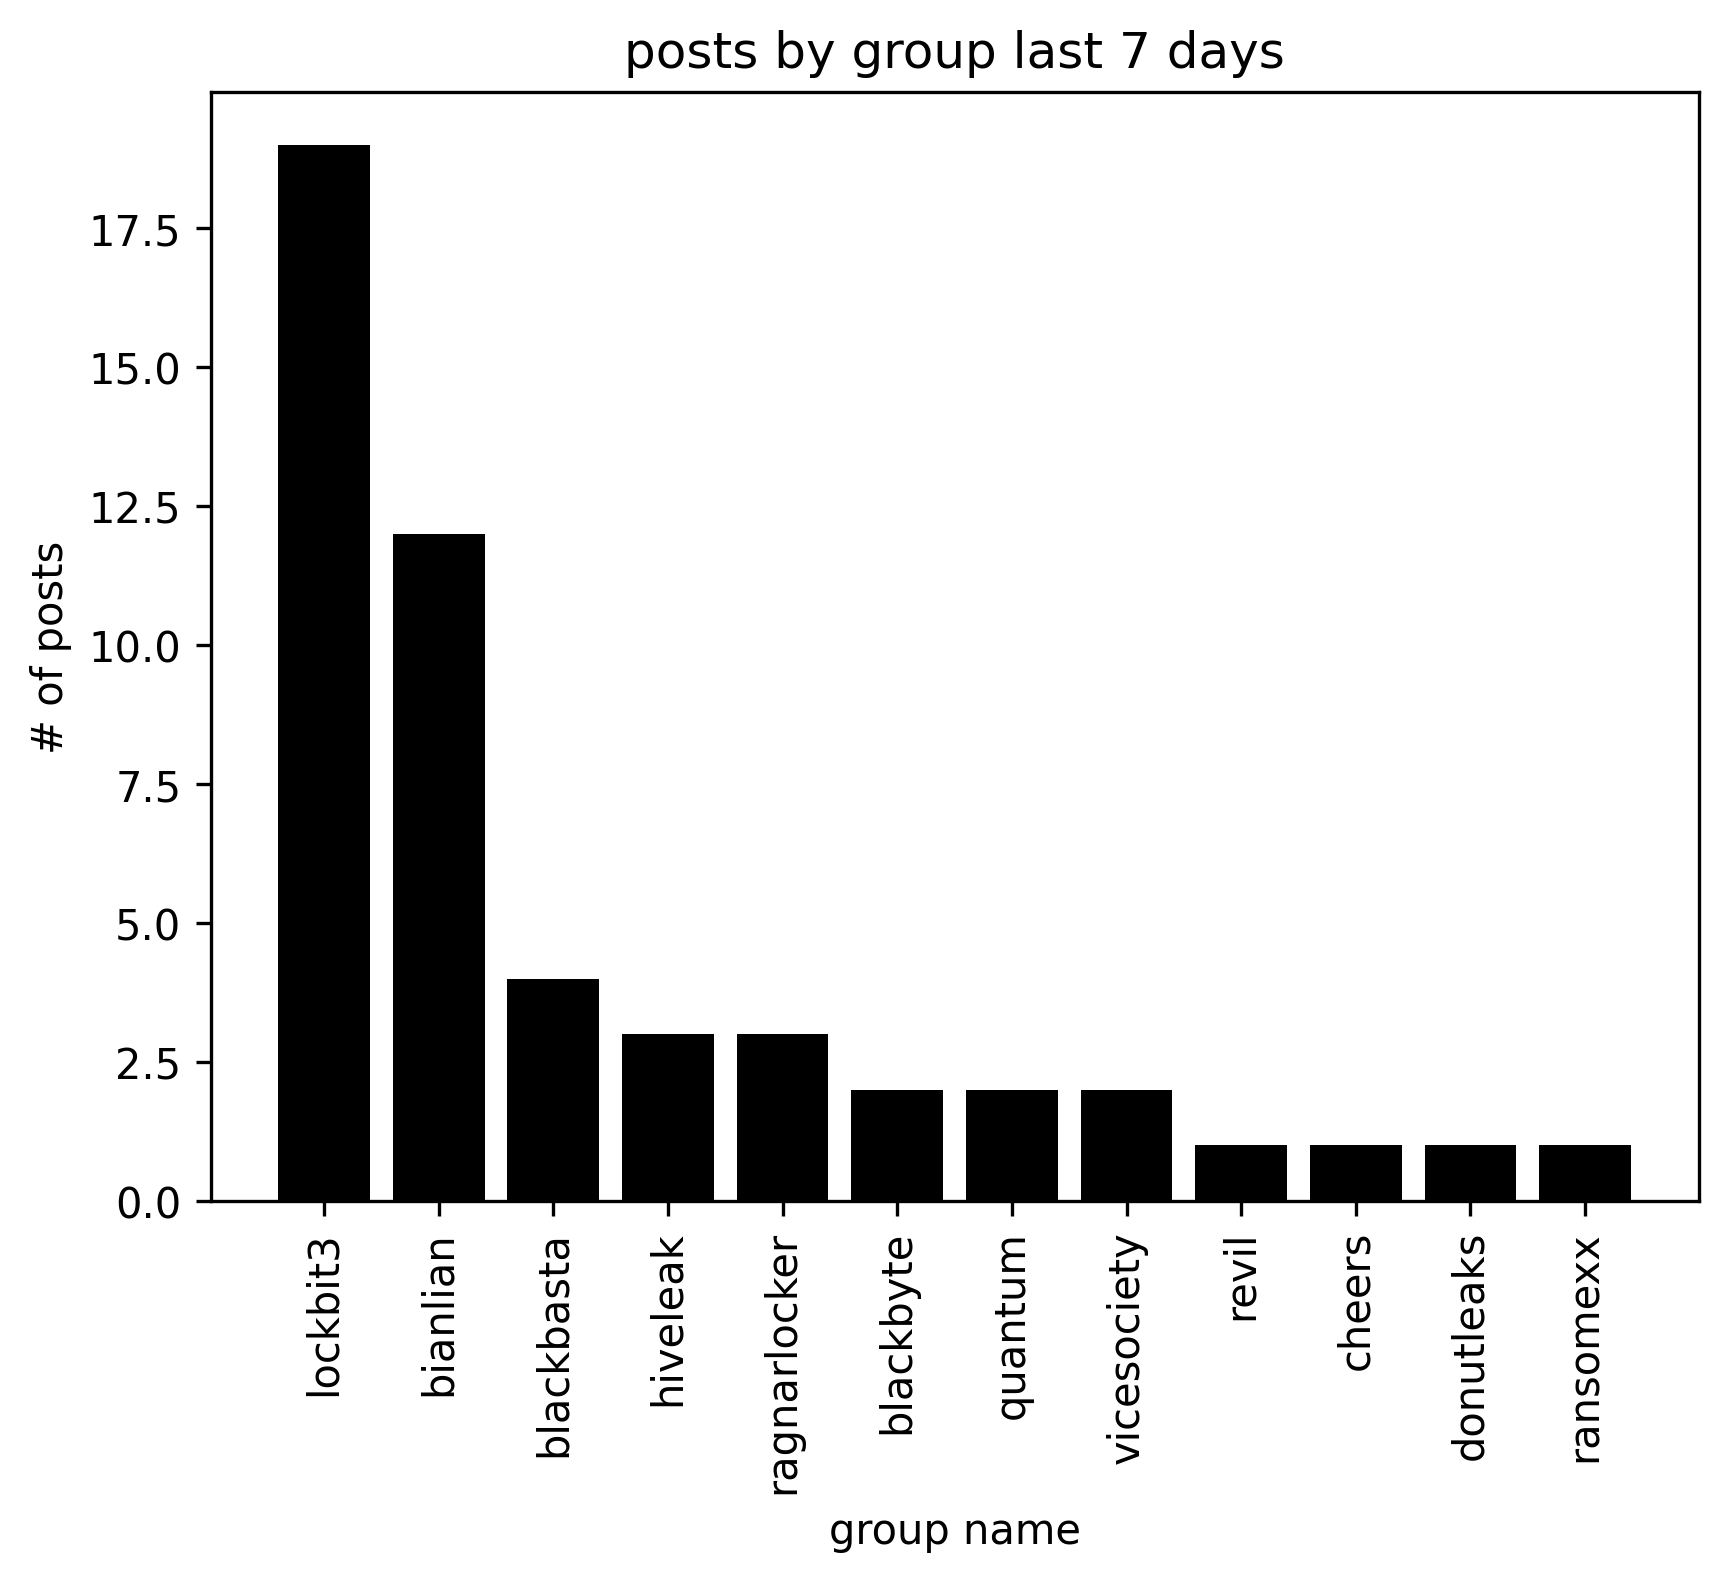 posts by group last 7 days
# of posts
17.5
15.0
12.5
10.0
7.5
5.0
2.5
0.0
lockbit3
bianlian
blackbasta
hiveleak
ragnarlocker
blackbyte
quantum
vicesociety
revil
cheers
donutleaks
ransomexx
group name